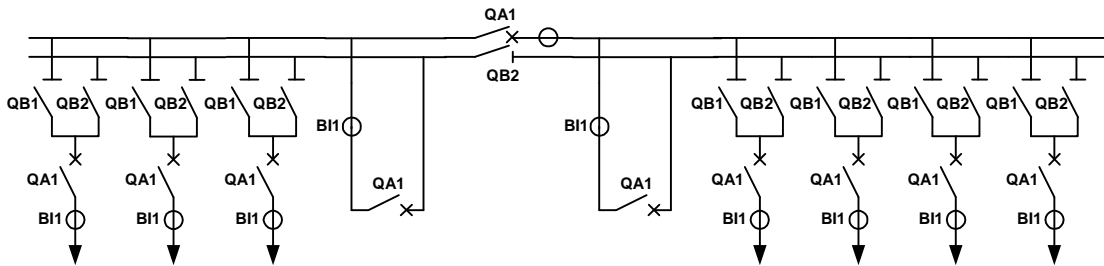 QA1
QB2
QB1 QB2 QB1 QB2 QB1 QB2 QB1 QB2 QB1 QB2 QB1 QB2 QB1 QB2
BI1 BI1
QA1 QA1 QA1 QA1 QA1 QA1 QA1 QA1 QA1
BI1 BI1 BI1 BI1 BI1 BI1 BI1